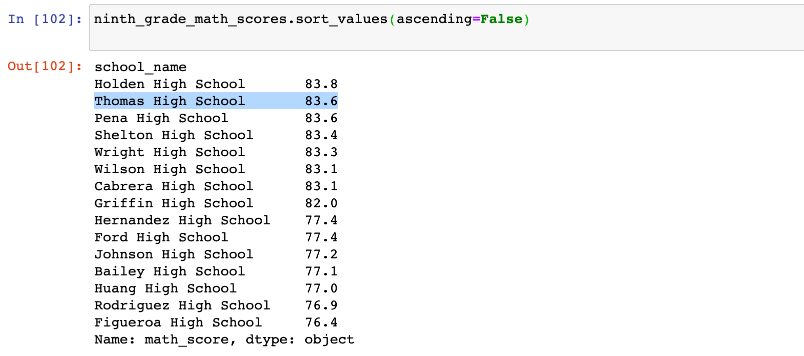 In [102]: ninth_grade_math_scores.sort_values(ascending=False)
Out[102]: school_name
Holden High School 83.8
Thomas High School 83.6
Pena High School 83.6
Shelton High School 83.4
Wright High School 83.3
Wilson High School 83.1
Cabrera High School 83.1
Griffin High School 82.0
Hernandez High School 77.4
Ford High School 77.4
Johnson High School 77.2
Bailey High School 77.1
Huang High School 77.0
Rodriguez High School 76.9
Figueroa High School 76.4
Name: math_score, dtype: object